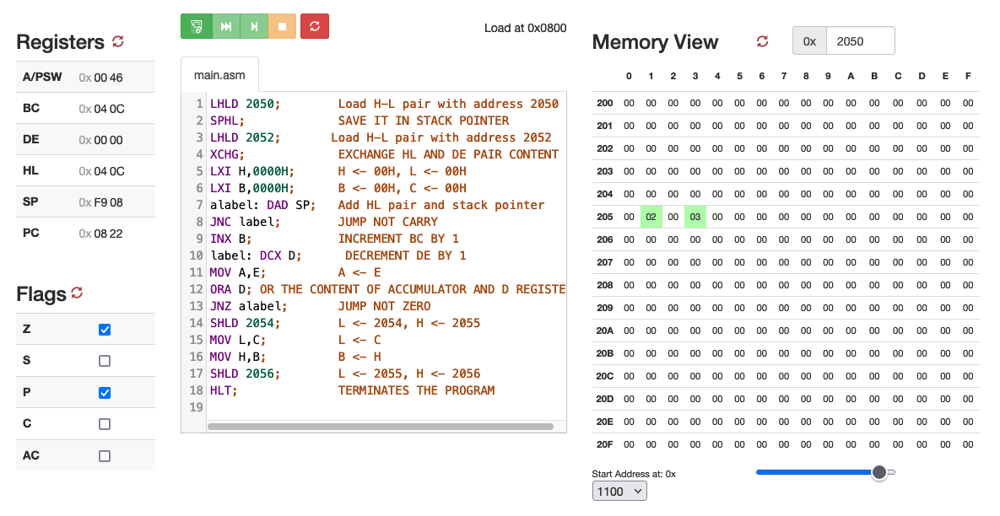 Registers
A/PSW 0x 00 46
BC 0x 04 0C
DE 0x 00 00
HL 0x 04 0C
SP 0x F9 08
PC 0x 08 22
Flags
Z
S
P
C
AC
Load at 0x0800
main.asm
1 LHLD 2050; Load H-L pair with address 2050
2 SPHL; SAVE IT IN STACK POINTER
3 LHLD 2052; Load H-L pair with address 2052
4 XCHG; EXCHANGE HL AND DE PAIR CONTENT
5 LXI H,0000H; H <- 00H, L <- 00H
6 LXI B,0000H; B <- 00H, C <- 00H
7 alabel: DAD SP; Add HL pair and stack pointer
8 JNC label; JUMP NOT CARRY
9 INX B; INCREMENT BC BY 1
10 label: DCX D; DECREMENT DE BY 1
11 MOV A,E; A <- E
12 ORA D; OR THE CONTENT OF ACCUMULATOR AND D REGISTE
13 JNZ alabel; JUMP NOT ZERO
14 SHLD 2054; L <- 2054, H <- 2055
15 MOV L,C; L <- C
16 MOV H,B; B <- H
17 SHLD 2056; L <- 2055, H <- 2056
18 HLT; TERMINATES THE PROGRAM
19
Memory View 0x 2050
0 1 2 3 4 5 6 7 8 9 A B C D E F
200 00 00 00 00 00 00 00 00 00 00 00 00 00 00 00 00
201 00 00 00 00 00 00 00 00 00 00 00 00 00 00 00 00
202 00 00 00 00 00 00 00 00 00 00 00 00 00 00 00 00
203 00 00 00 00 00 00 00 00 00 00 00 00 00 00 00 00
204 00 00 00 00 00 00 00 00 00 00 00 00 00 00 00 00
205 00 02 00 03 00 00 00 00 00 00 00 00 00 00 00 00
206 00 00 00 00 00 00 00 00 00 00 00 00 00 00 00 00
207 00 00 00 00 00 00 00 00 00 00 00 00 00 00 00 00
208 00 00 00 00 00 00 00 00 00 00 00 00 00 00 00 00
209 00 00 00 00 00 00 00 00 00 00 00 00 00 00 00 00
20A 00 00 00 00 00 00 00 00 00 00 00 00 00 00 00 00
20B 00 00 00 00 00 00 00 00 00 00 00 00 00 00 00 00
20C 00 00 00 00 00 00 00 00 00 00 00 00 00 00 00 00
20D 00 00 00 00 00 00 00 00 00 00 00 00 00 00 00 00
20E 00 00 00 00 00 00 00 00 00 00 00 00 00 00 00 00
20F 00 00 00 00 00 00 00 00 00 00 00 00 00 00 00 00
Start Address at: 0x
1100